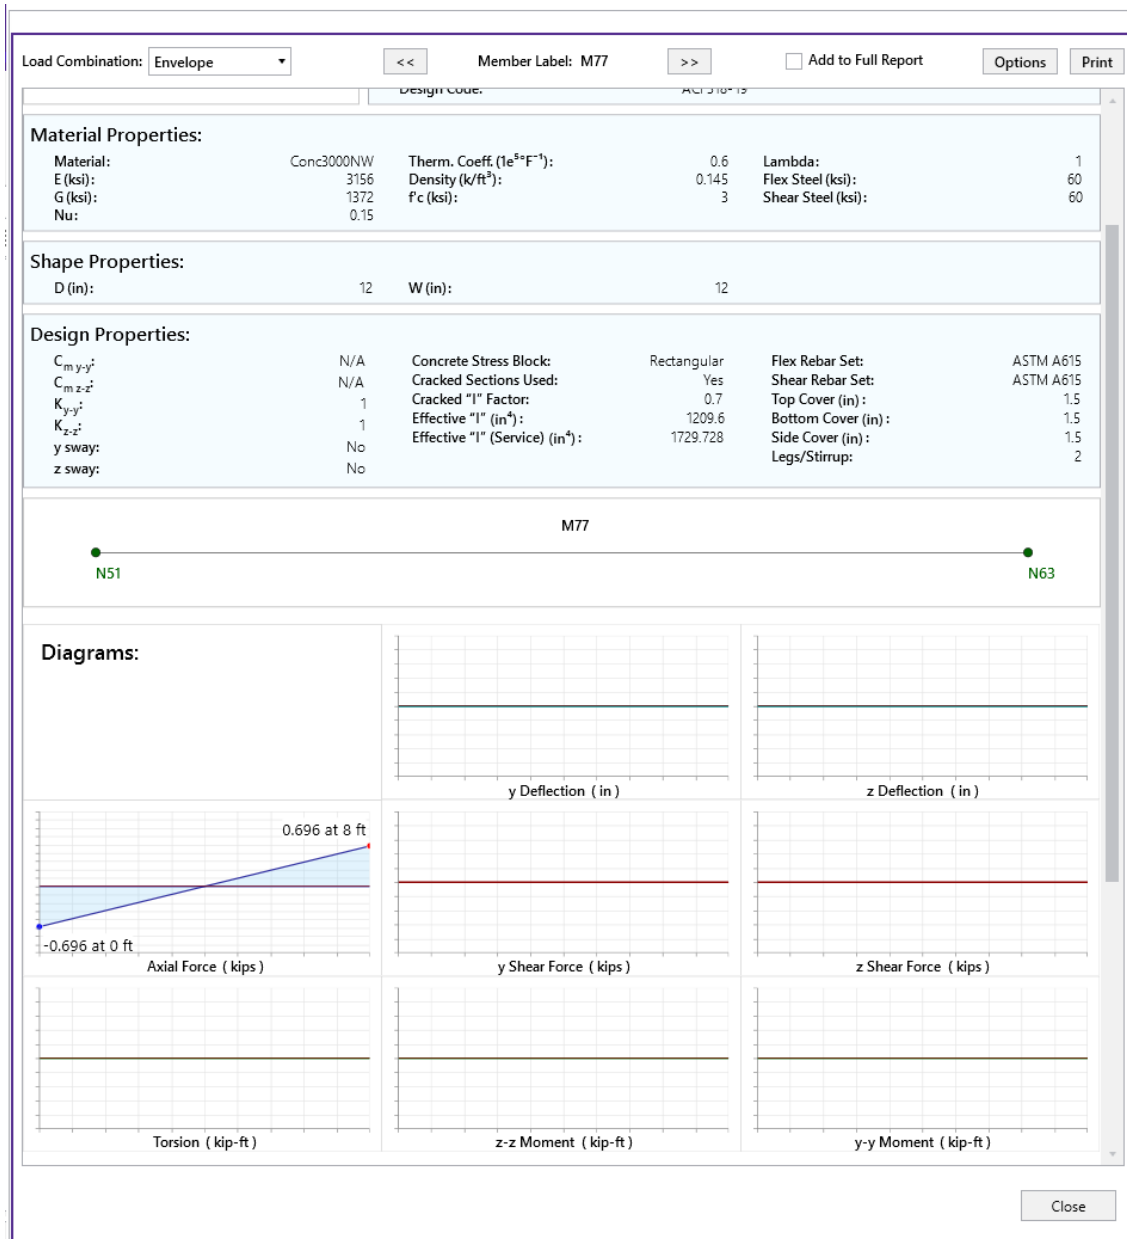 Load Combination: Envelope << Member Label: M77 >> Add to Full Report Options Print
Design Code: ACI 318-19
Material Properties:
Material: Conc3000NW Therm. Coeff. (1e⁵°F⁻¹): 0.6 Lambda: 1
E (ksi): 3156 Density (k/ft³): 0.145 Flex Steel (ksi): 60
G (ksi): 1372 f'c (ksi): 3 Shear Steel (ksi): 60
Nu: 0.15
Shape Properties:
D (in): 12 W (in): 12
Design Properties:
C m y-y: N/A Concrete Stress Block: Rectangular Flex Rebar Set: ASTM A615
C m z-z: N/A Cracked Sections Used: Yes Shear Rebar Set: ASTM A615
K y-y: 1 Cracked "I" Factor: 0.7 Top Cover (in): 1.5
K z-z: 1 Effective "I" (in⁴): 1209.6 Bottom Cover (in): 1.5
y sway: No Effective "I" (Service) (in⁴): 1729.728 Side Cover (in): 1.5
z sway: No Legs/Stirrup: 2
M77
N51 N63
Diagrams:
y Deflection ( in )
z Deflection ( in )
0.696 at 8 ft
-0.696 at 0 ft
Axial Force ( kips )
y Shear Force ( kips )
z Shear Force ( kips )
Torsion ( kip-ft )
z-z Moment ( kip-ft )
y-y Moment ( kip-ft )
Close